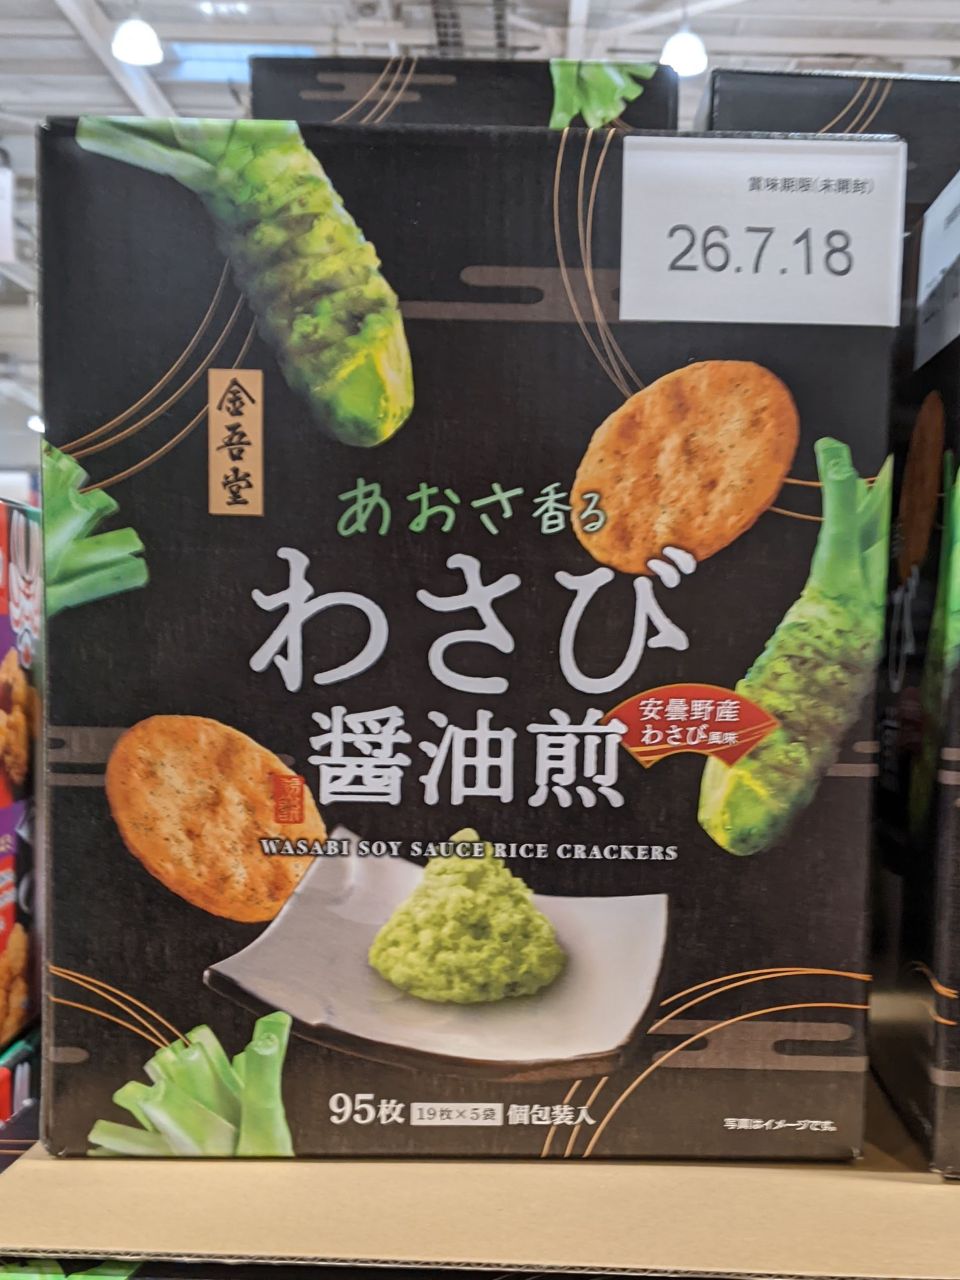 賞味期限(未開封)
26.7.18
金吾堂
あおさ香る
わさび
醤油煎
安曇野産
わさび風味
WASABI SOY SAUCE RICE CRACKERS
95枚 19枚×5袋 個包装入
写真はイメージです。